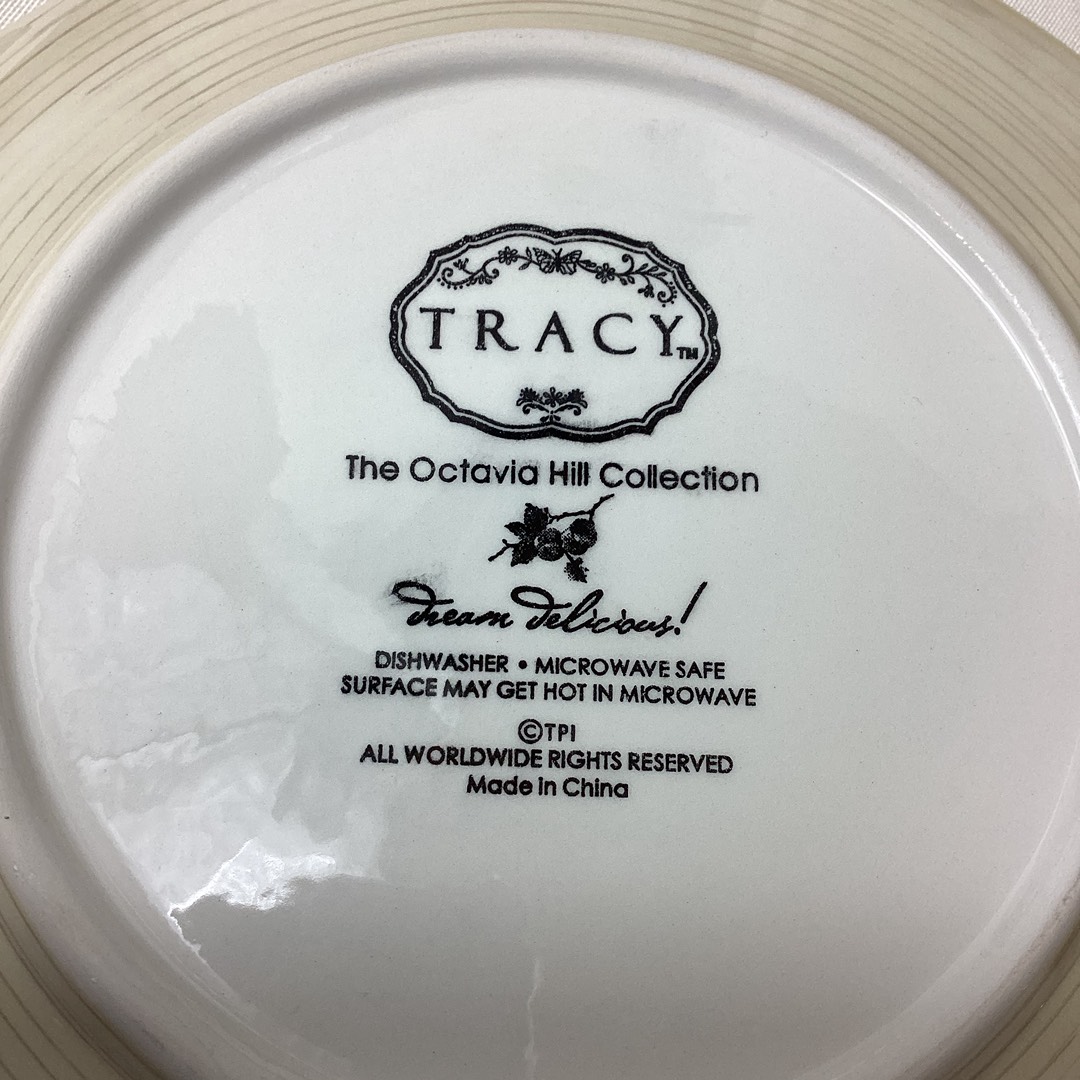 TRACY™
The Octavia Hill Collection
dream delicious!
DISHWASHER • MICROWAVE SAFE
SURFACE MAY GET HOT IN MICROWAVE
©TPI
ALL WORLDWIDE RIGHTS RESERVED
Made in China